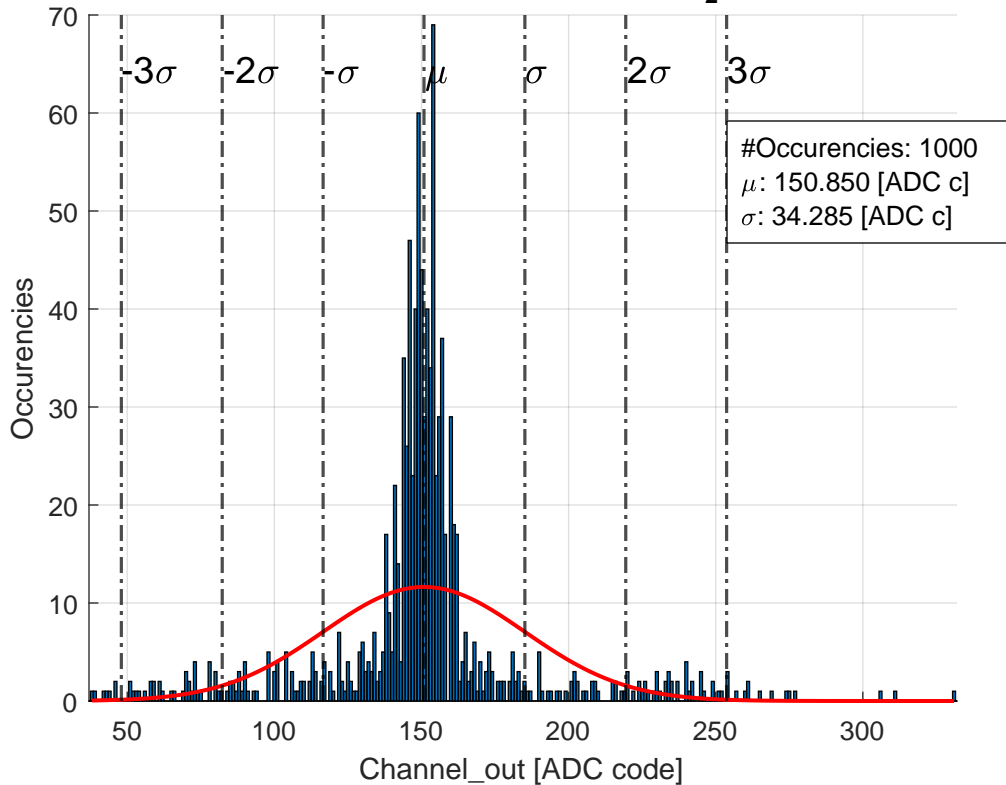 2
70
60
50
40
30
20
10
0
-3σ -2σ -σ μ σ 2σ 3σ
#Occurencies: 1000
μ: 150.850 [ADC c]
σ: 34.285 [ADC c]
Occurencies
50 100 150 200 250 300
Channel_out [ADC code]